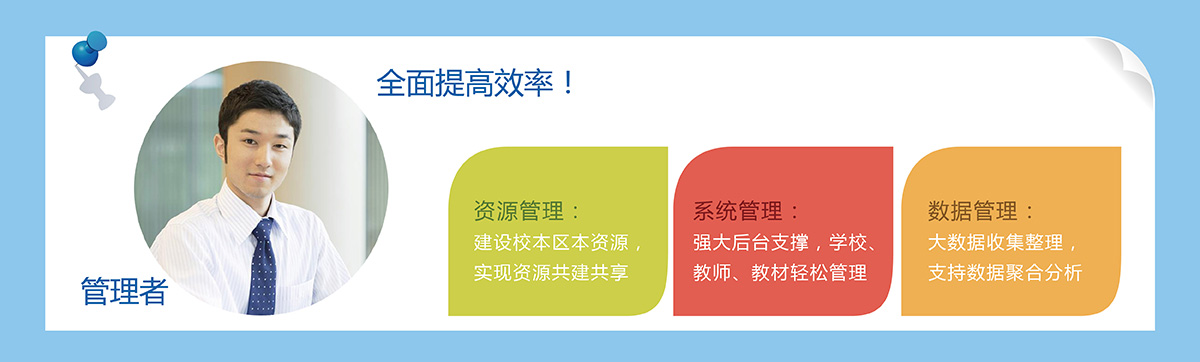 全面提高效率！
管理者
资源管理：
建设校本区本资源，
实现资源共建共享
系统管理：
强大后台支撑，学校、
教师、教材轻松管理
数据管理：
大数据收集整理，
支持数据聚合分析